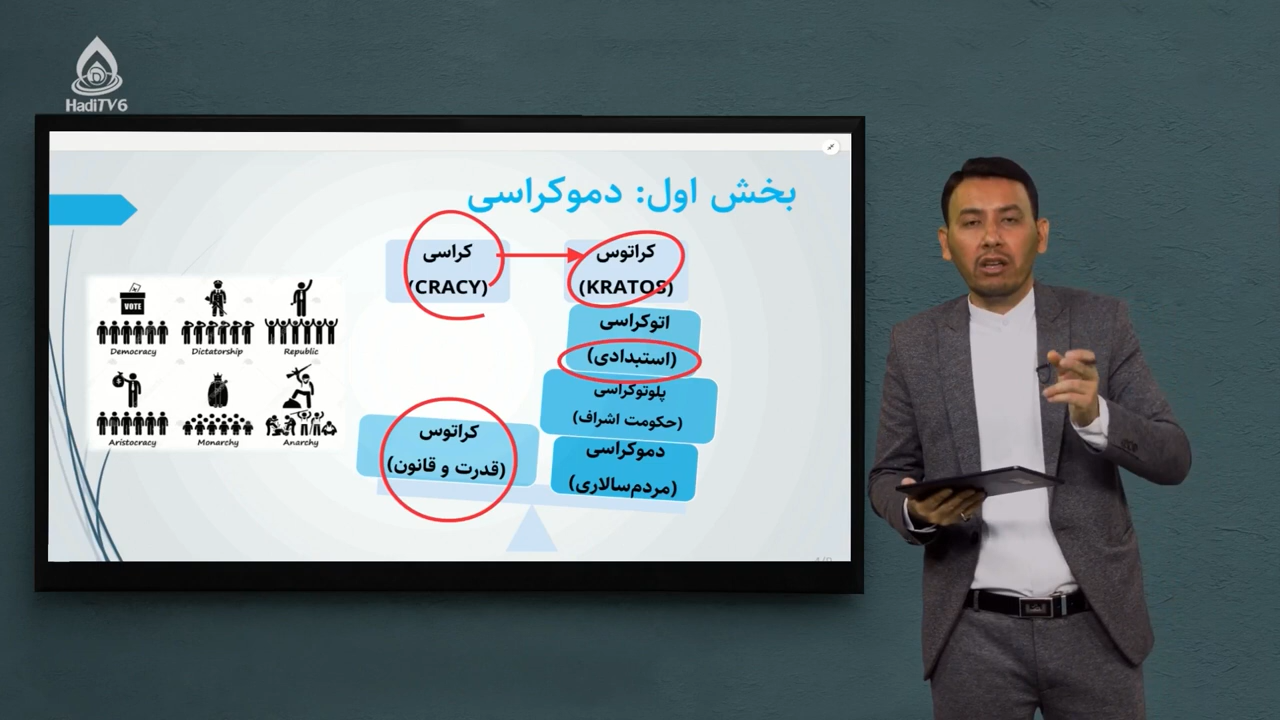 HadiTV6
بخش اول: دموکراسی
کراتوس
(KRATOS)
کراسی
(CRACY)
اتوکراسی
(استبدادی)
پلوتوکراسی
(حکومت اشراف)
دموکراسی
(مردم‌سالاری)
کراتوس
(قدرت و قانون)
VOTE
Democracy
Dictatorship
Republic
Aristocracy
Monarchy
Anarchy